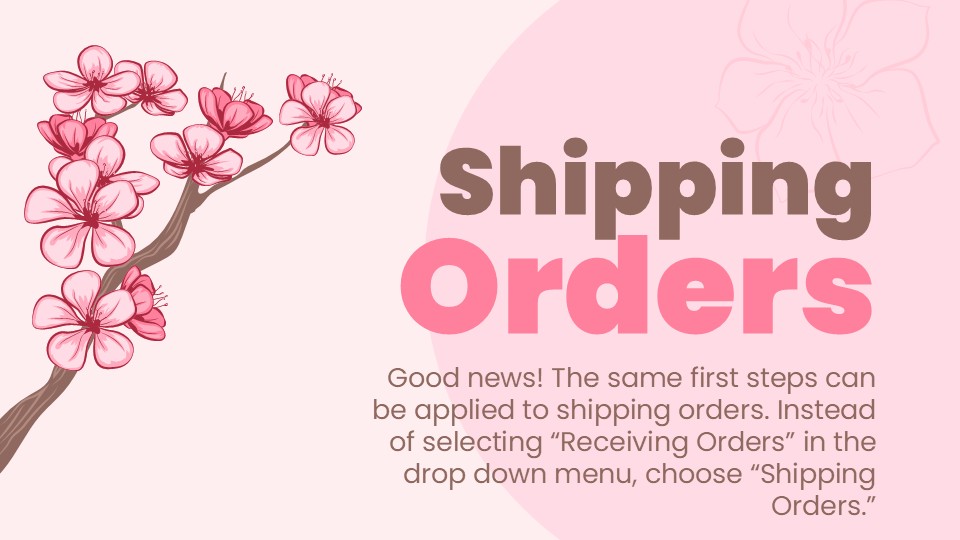 Shipping
Orders
Good news! The same first steps can
be applied to shipping orders. Instead
of selecting “Receiving Orders” in the
drop down menu, choose “Shipping
Orders.”